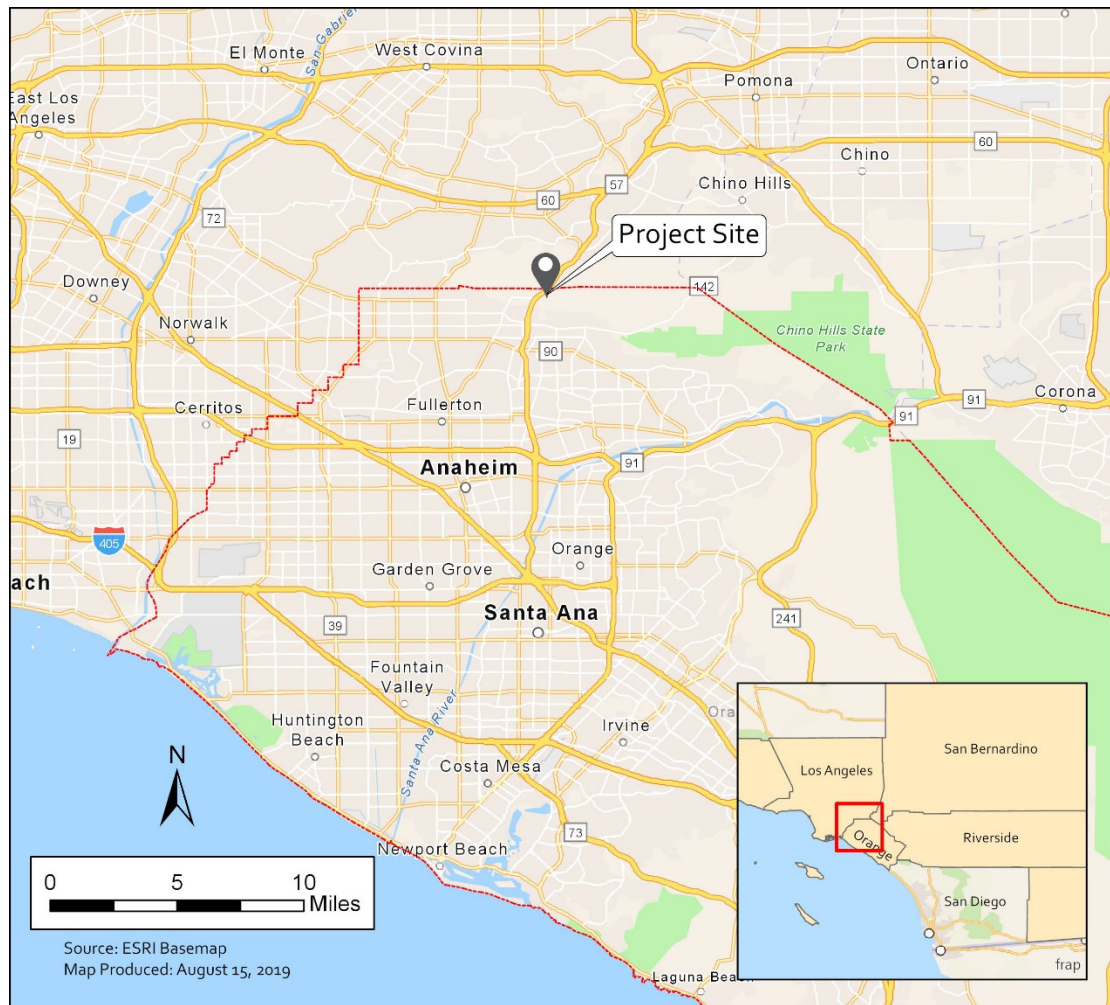 El Monte
West Covina
San Gabriel
Pomona
Ontario
East Los
Angeles
60
Chino
57
Chino Hills
60
72
Project Site
Downey
142
Norwalk
Chino Hills State
Park
90
Corona
91
Cerritos
Fullerton
91
19
Anaheim
91
405
Orange
Garden Grove
ach
Santa Ana
39
241
Fountain
Valley
Santa Ana River
Huntington
Beach
Irvine
Costa Mesa
N
73
Newport Beach
0 5 10
Miles
Source: ESRI Basemap
Map Produced: August 15, 2019
Laguna Beach
San Bernardino
Los Angeles
Riverside
Orange
San Diego
frap